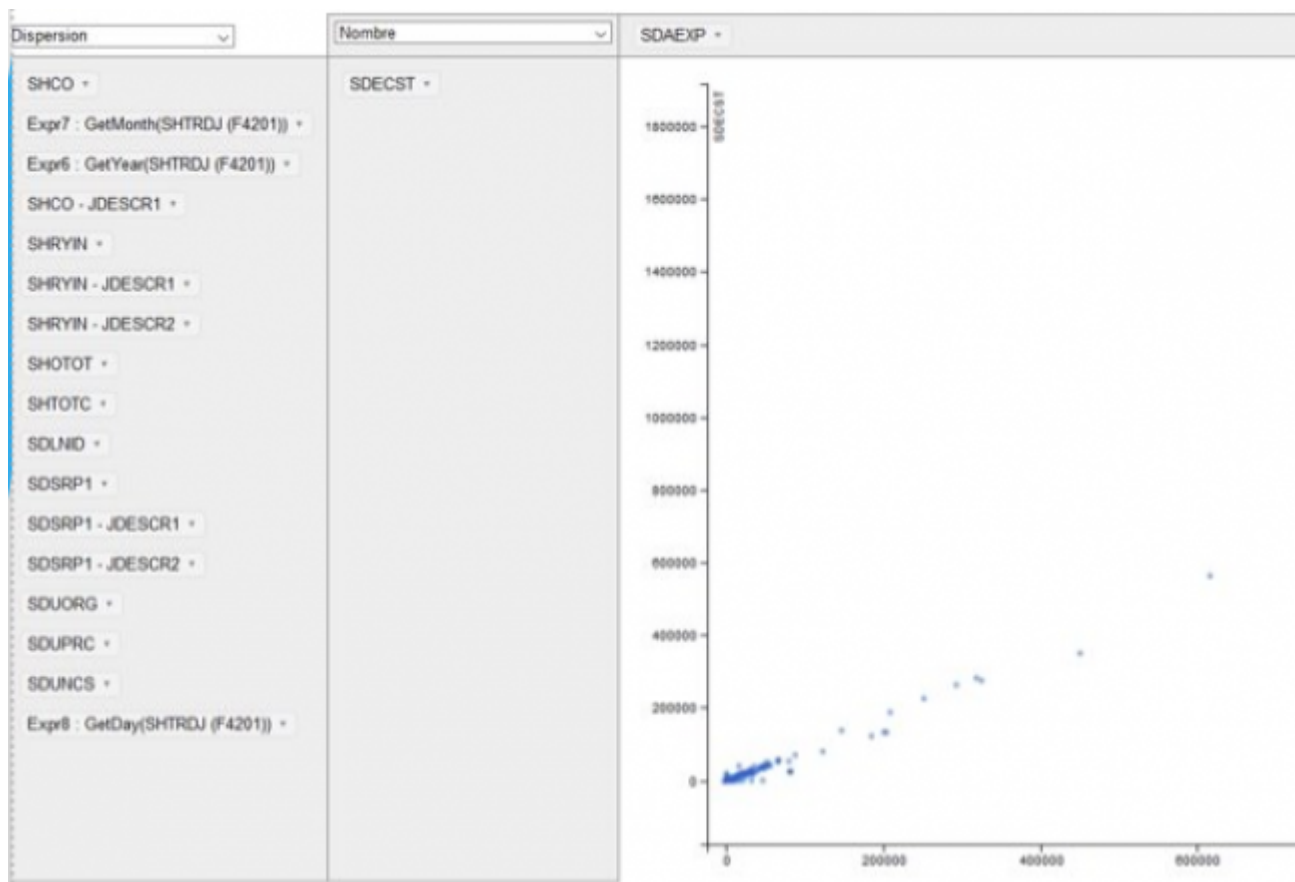 Dispersion
Nombre
SDAEXP
SHCO
SDECST
Expr7 : GetMonth(SHTRDJ (F4201))
Expr6 : GetYear(SHTRDJ (F4201))
SHCO - JDESCR1
SHRYIN
SHRYIN - JDESCR1
SHRYIN - JDESCR2
SHOTOT
SHTOTC
SDLNID
SDSRP1
SDSRP1 - JDESCR1
SDSRP1 - JDESCR2
SDUORG
SDUPRC
SDUNCS
Expr8 : GetDay(SHTRDJ (F4201))
SDECST
1800000
1600000
1400000
1200000
1000000
800000
600000
400000
200000
0
0
200000
400000
600000